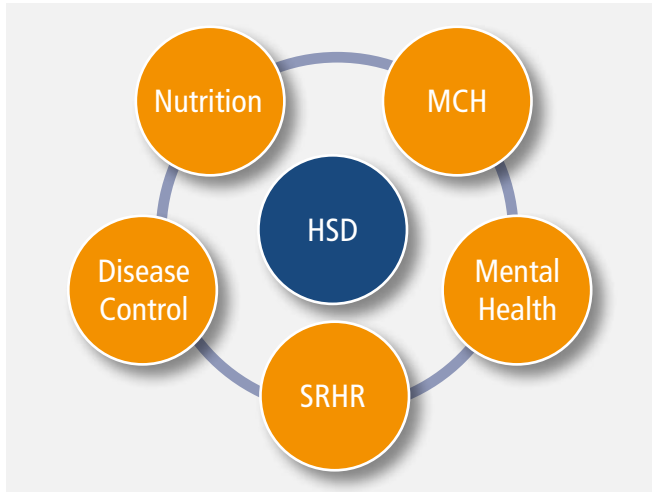 Nutrition
MCH
HSD
Disease
Control
Mental
Health
SRHR